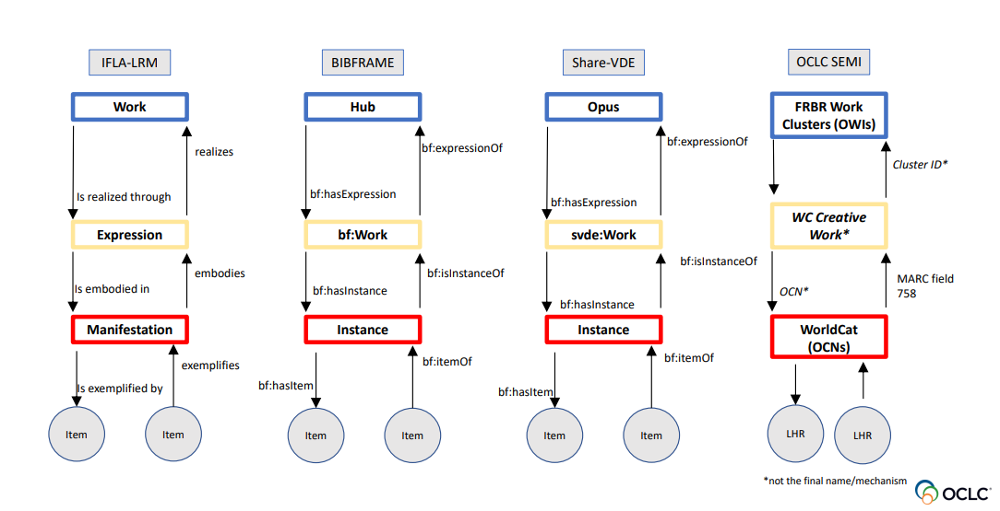 IFLA-LRM
BIBFRAME
Share-VDE
OCLC SEMI
Work
Is realized through
realizes
Expression
Is embodied in
embodies
Manifestation
Is exemplified by
exemplifies
Item
Item
Hub
bf:hasExpression
bf:expressionOf
bf:Work
bf:hasInstance
bf:isInstanceOf
Instance
bf:hasItem
bf:itemOf
Item
Item
Opus
bf:hasExpression
bf:expressionOf
svde:Work
bf:hasInstance
bf:isInstanceOf
Instance
bf:hasItem
bf:itemOf
Item
Item
FRBR Work
Clusters (OWIs)
Cluster ID*
WC Creative
Work*
OCN*
MARC field
758
WorldCat
(OCNs)
LHR
LHR
*not the final name/mechanism
OCLC